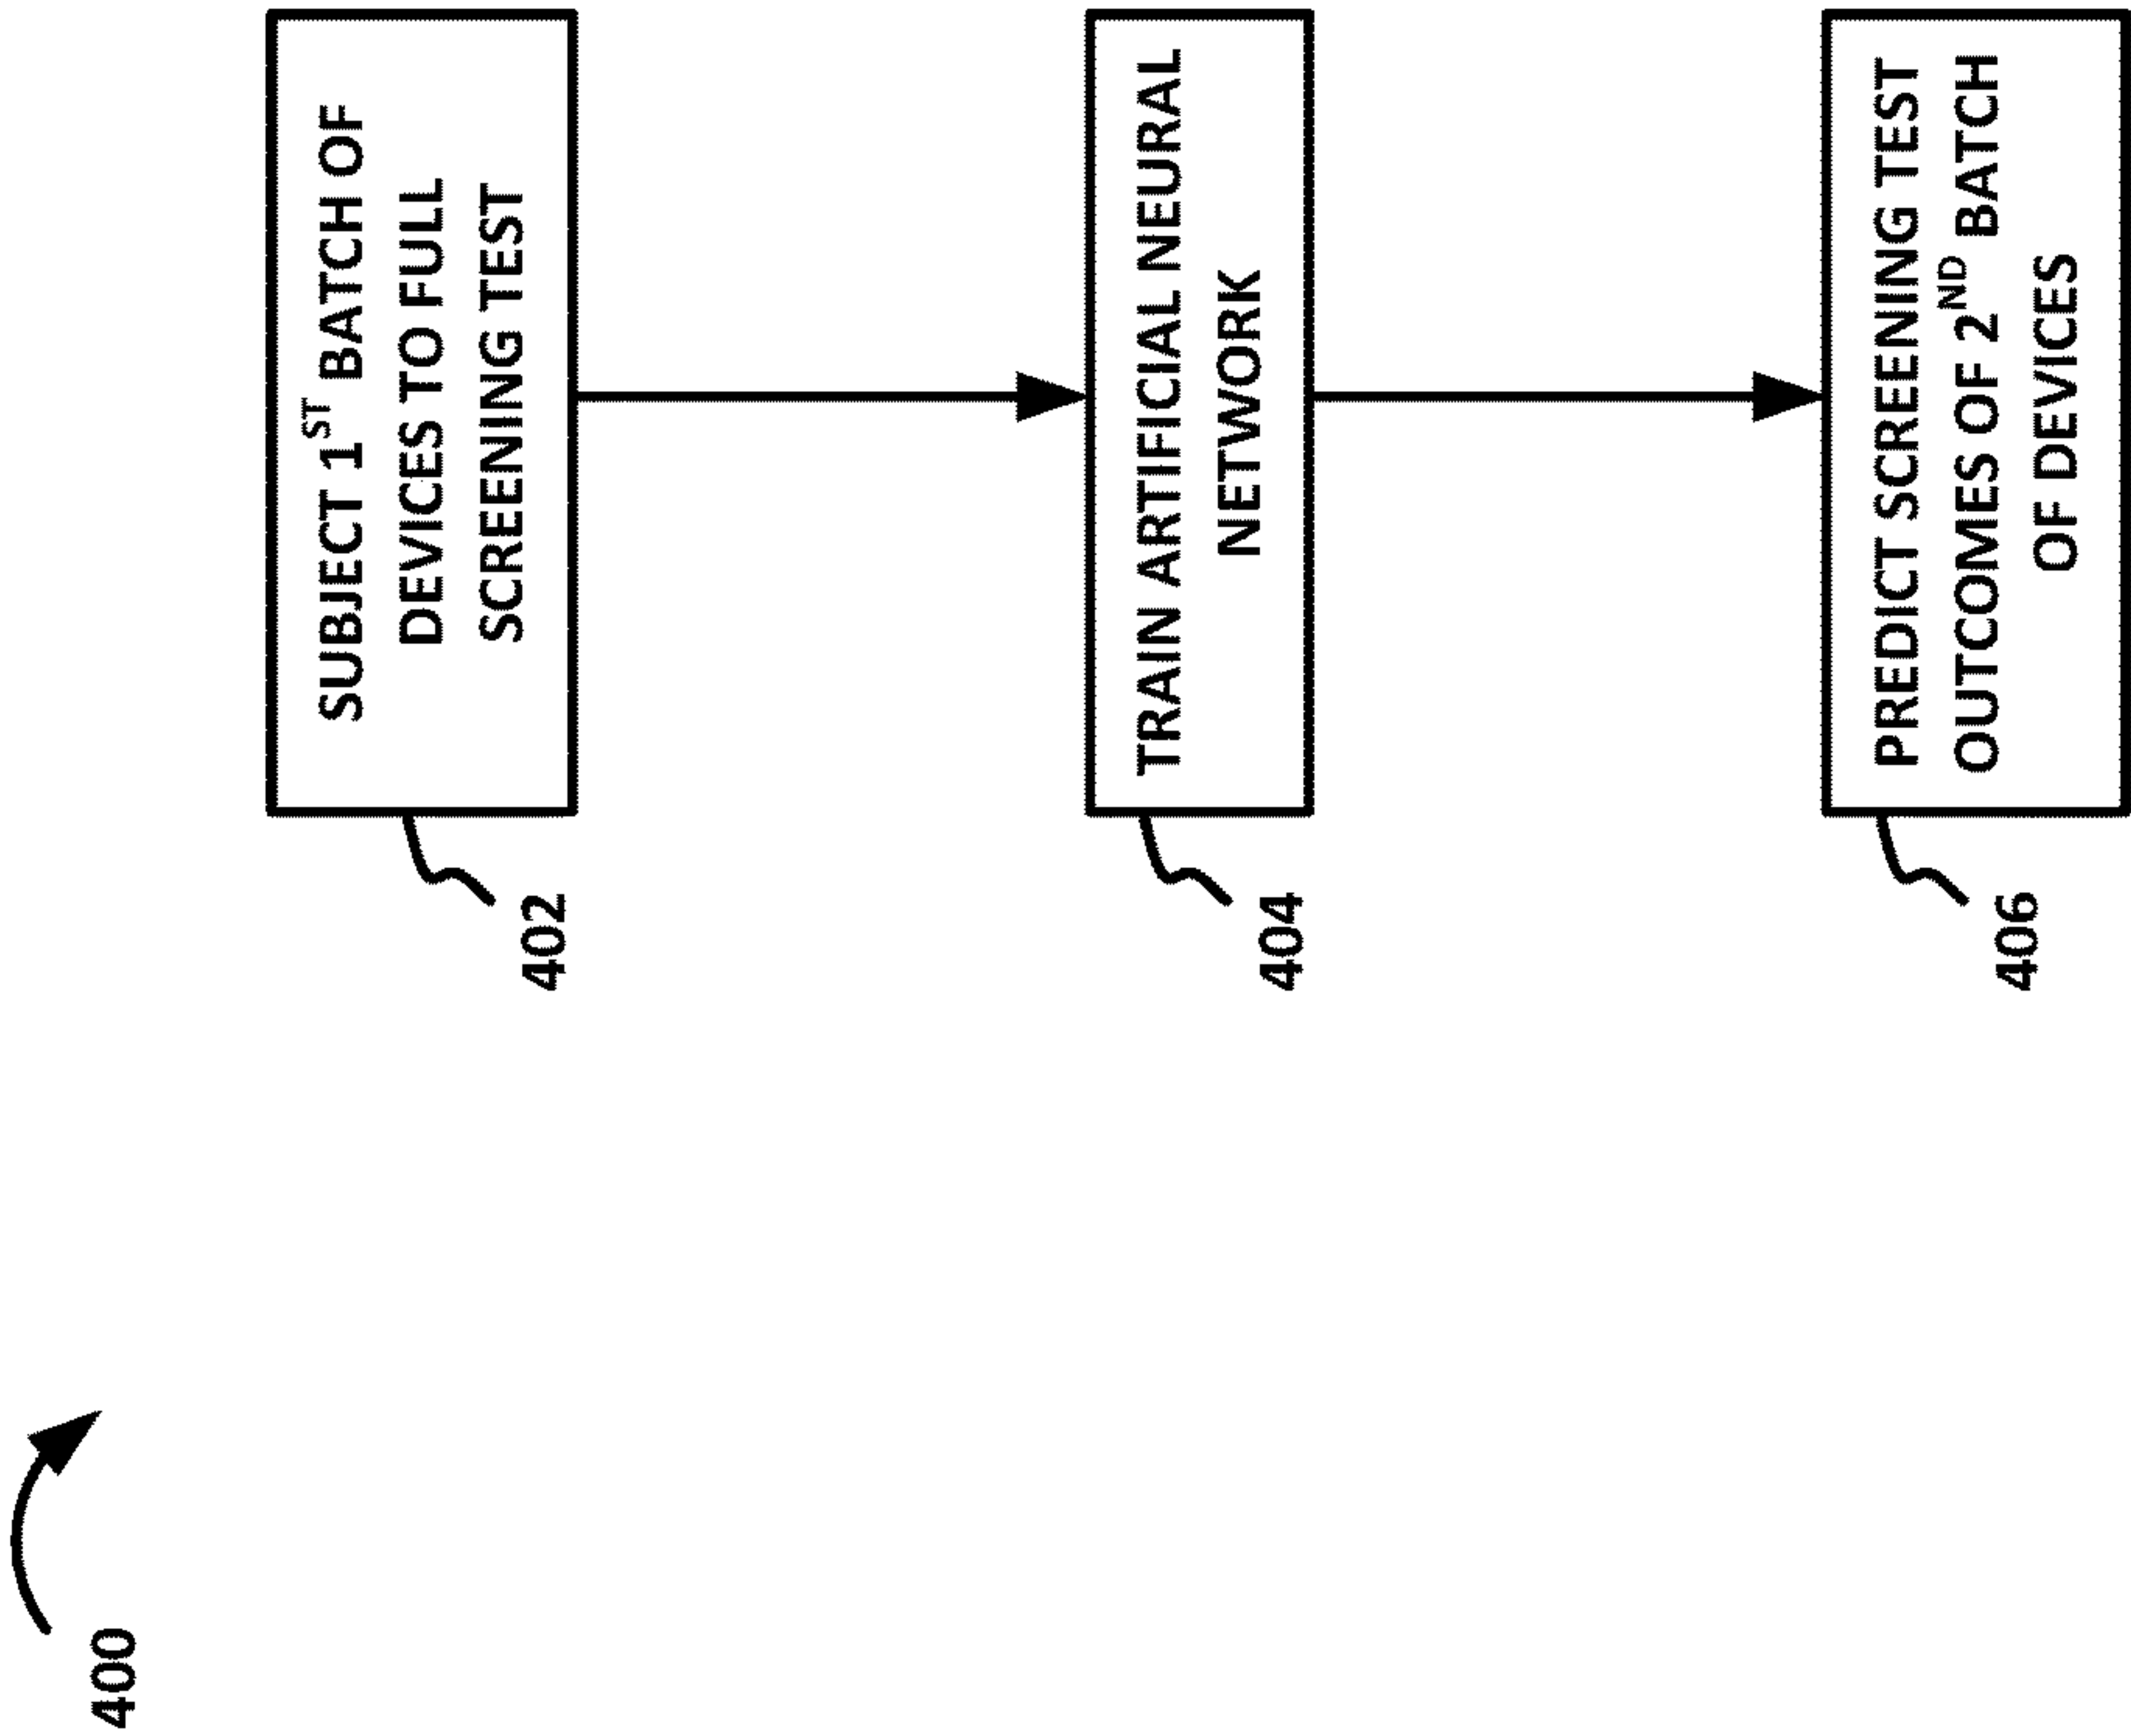 400
SUBJECT 1ST BATCH OF
DEVICES TO FULL
SCREENING TEST
402
TRAIN ARTIFICIAL NEURAL
NETWORK
404
PREDICT SCREENING TEST
OUTCOMES OF 2ND BATCH
OF DEVICES
406